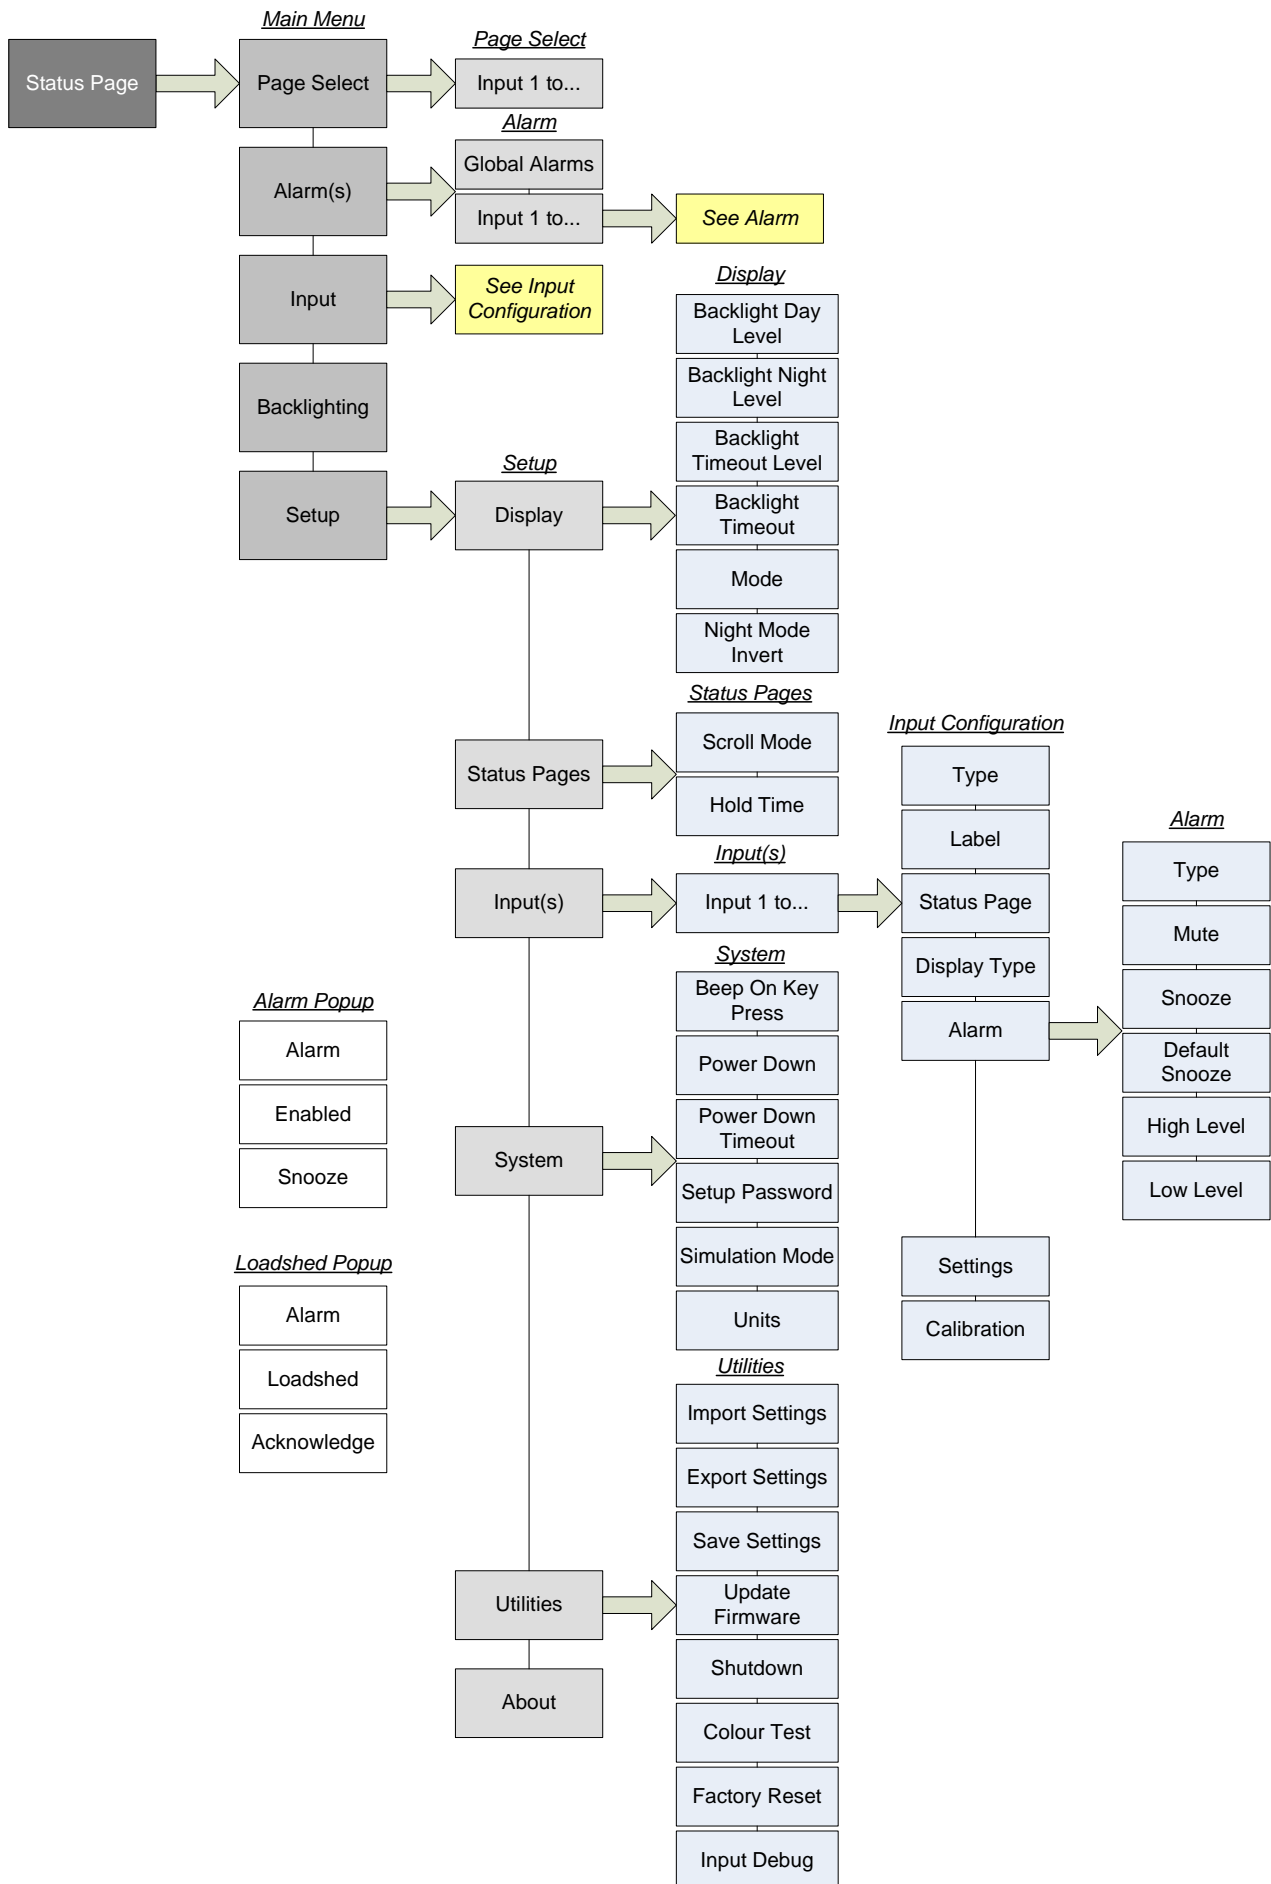 Main Menu
Status Page
Page Select
Page Select
Input 1 to...
Alarm(s)
Alarm
Global Alarms
Input 1 to...
See Alarm
Input
See Input
Configuration
Backlighting
Setup
Setup
Display
Display
Backlight Day
Level
Backlight Night
Level
Backlight
Timeout Level
Backlight
Timeout
Mode
Night Mode
Invert
Status Pages
Status Pages
Scroll Mode
Hold Time
Input(s)
Input(s)
Input 1 to...
Input Configuration
Type
Label
Status Page
Display Type
Alarm
Settings
Calibration
Alarm
Type
Mute
Snooze
Default
Snooze
High Level
Low Level
System
System
Beep On Key
Press
Power Down
Power Down
Timeout
Setup Password
Simulation Mode
Units
Alarm Popup
Alarm
Enabled
Snooze
Loadshed Popup
Alarm
Loadshed
Acknowledge
Utilities
Utilities
Import Settings
Export Settings
Save Settings
Update
Firmware
Shutdown
Colour Test
Factory Reset
Input Debug
About